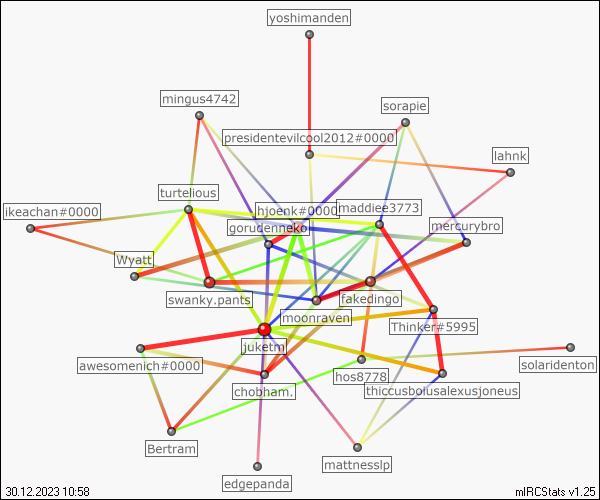 yoshimanden
mingus4742
sorapie
presidentevilcool2012#0000
lahnk
turtelious
ikeachan#0000
hjoenk#0000
maddiee3773
gorudenneko
mercurybro
Wyatt
swanky.pants
fakedingo
moonraven
Thinker#5995
juketm
awesomenich#0000
solaridenton
hos8778
chobham.
thiccusboiusalexusjoneus
Bertram
mattnesslp
edgepanda
30.12.2023 10:58
mIRCStats v1.25